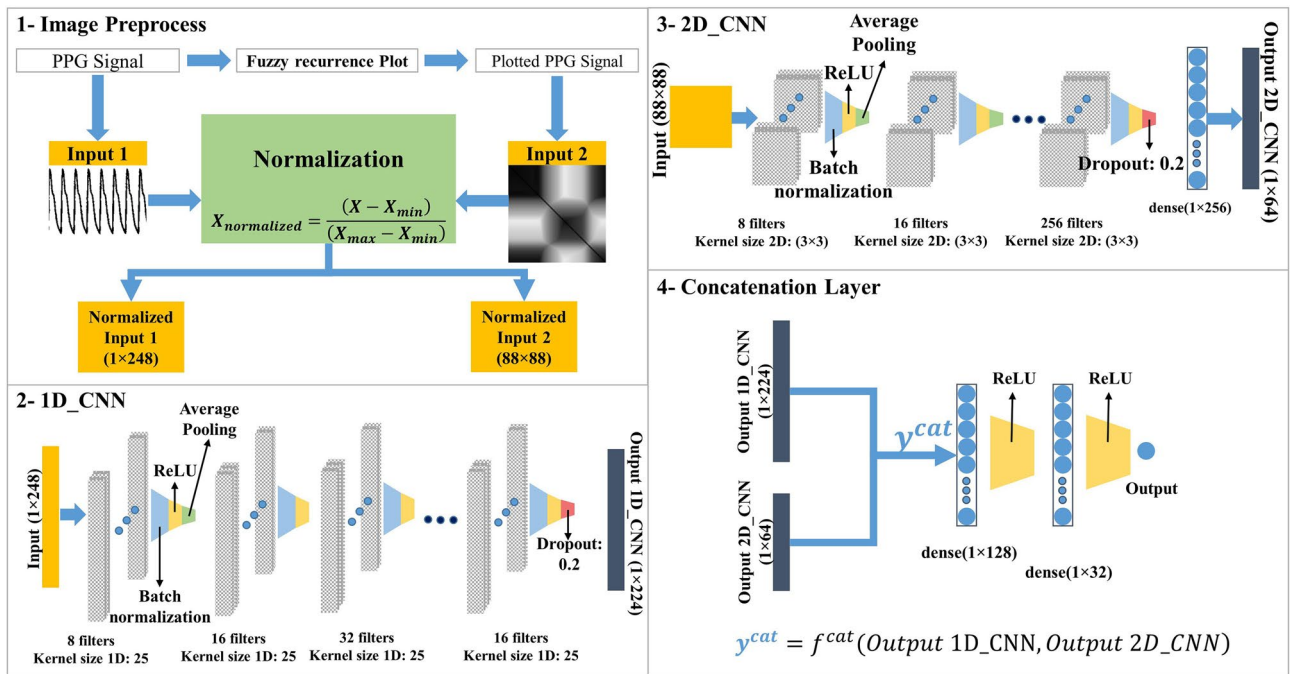 1- Image Preprocess
PPG Signal
Fuzzy recurrence Plot
Plotted PPG Signal
Input 1
Normalization
X_normalized = (X − X_min) / (X_max − X_min)
Input 2
Normalized
Input 1
(1×248)
Normalized
Input 2
(88×88)
2- 1D_CNN
Input (1×248)
Average
Pooling
ReLU
Batch
normalization
Dropout:
0.2
Output 1D_CNN (1×224)
8 filters
Kernel size 1D: 25
16 filters
Kernel size 1D: 25
32 filters
Kernel size 1D: 25
16 filters
Kernel size 1D: 25
3- 2D_CNN
Input (88×88)
Average
Pooling
ReLU
Batch
normalization
Dropout: 0.2
dense(1×256)
Output 2D_CNN (1×64)
8 filters
Kernel size 2D: (3×3)
16 filters
Kernel size 2D: (3×3)
256 filters
Kernel size 2D: (3×3)
4- Concatenation Layer
Output 1D_CNN
(1×224)
Output 2D_CNN
(1×64)
y^cat
ReLU
ReLU
Output
dense(1×128)
dense(1×32)
y^cat = f^cat(Output 1D_CNN, Output 2D_CNN)